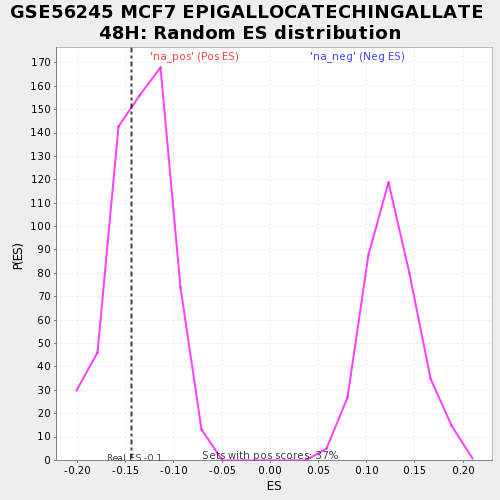 GSE56245 MCF7 EPIGALLOCATECHINGALLATE
48H: Random ES distribution
'na_pos' (Pos ES)
'na_neg' (Neg ES)
170
160
150
140
130
120
110
100
90
80
70
60
50
40
30
20
10
0
P(ES)
Real ES -0.1
Sets with pos scores: 37%
-0.20 -0.15 -0.10 -0.05 0.00 0.05 0.10 0.15 0.20
ES